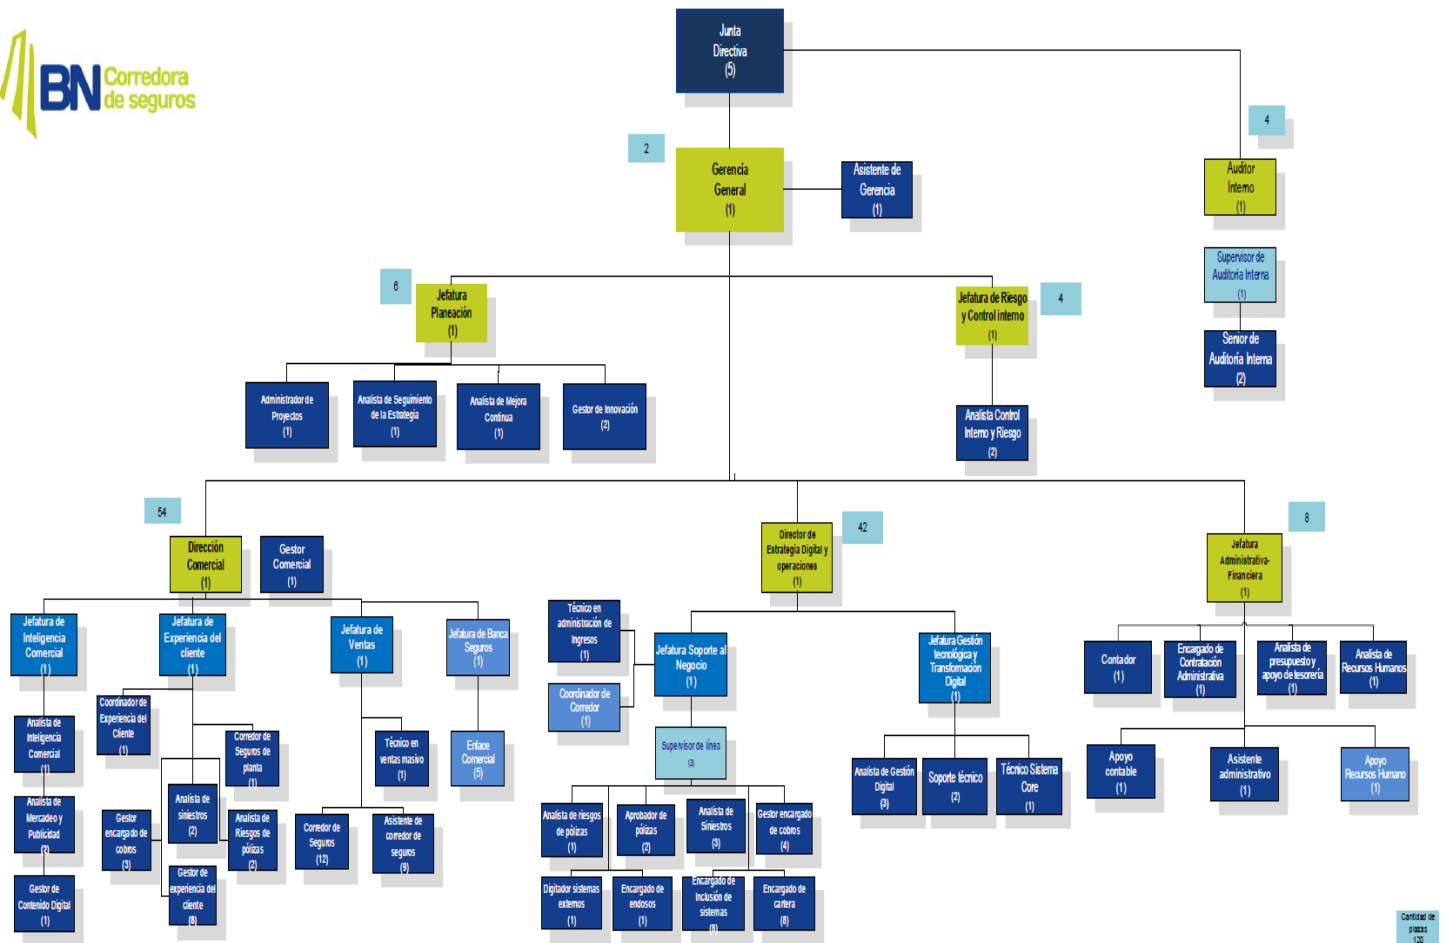 BN Corredora
de seguros
Junta
Directiva
(5)
4
2
Gerencia
General
(1)
Asistente de
Gerencia
(1)
Auditor
Interno
(1)
Supervisor de
Auditoria Interna
(1)
Senior de
Auditoría Interna
(2)
6
Jefatura
Planeación
(1)
Jefatura de Riesgo
y Control interno
(1)
4
Administrador de
Proyectos
(1)
Analista de Seguimiento
de la Estrategia
(1)
Analista de Mejora
Continua
(1)
Gestor de Innovación
(2)
Analista Control
Interno y Riesgo
(2)
54
Dirección
Comercial
(1)
Gestor
Comercial
(1)
Director de
Estrategia Digital y
operaciones
(1)
42
8
Jefatura
Administrativa-
Financiera
(1)
Jefatura de
Inteligencia
Comercial
(1)
Jefatura de
Experiencia del
cliente
(1)
Jefatura de
Ventas
(1)
Jefatura de Banca
Seguros
(1)
Técnico en
administración de
Ingresos
(1)
Coordinador de
Corredor
(1)
Jefatura Soporte al
Negocio
(1)
Jefatura Gestión
tecnológica y
Transformación
Digital
(1)
Contador
(1)
Encargado de
Contratación
Administrativa
(1)
Analista de
presupuesto y
apoyo de tesorería
(1)
Analista de
Recursos Humanos
(1)
Analista de
Inteligencia
Comercial
(1)
Coordinador de
Experiencia del
Cliente
(1)
Corredor de
Seguros de
planta
(1)
Técnico en
ventas masivo
(1)
Enlace
Comercial
(5)
Supervisor de línea
(3)
Analista de Gestión
Digital
(3)
Soporte técnico
(2)
Técnico Sistema
Core
(1)
Apoyo
contable
(1)
Asistente
administrativo
(1)
Apoyo
Recursos Humano
(1)
Analista de
Mercadeo y
Publicidad
(2)
Gestor
encargado de
cobros
(3)
Analista de
siniestros
(2)
Analista de
Riesgos de
pólizas
(2)
Corredor de
Seguros
(12)
Asistente de
corredor de
seguros
(9)
Analista de riesgos
de pólizas
(1)
Aprobador de
pólizas
(2)
Analista de
Siniestros
(3)
Gestor encargado
de cobros
(4)
Gestor de
Contenido Digital
(1)
Gestor de
experiencia del
cliente
(8)
Digitador sistemas
externos
(1)
Encargado de
endosos
(1)
Encargado de
Inclusión de
sistemas
(8)
Encargado de
cartera
(6)
Cantidad de
plazas
120